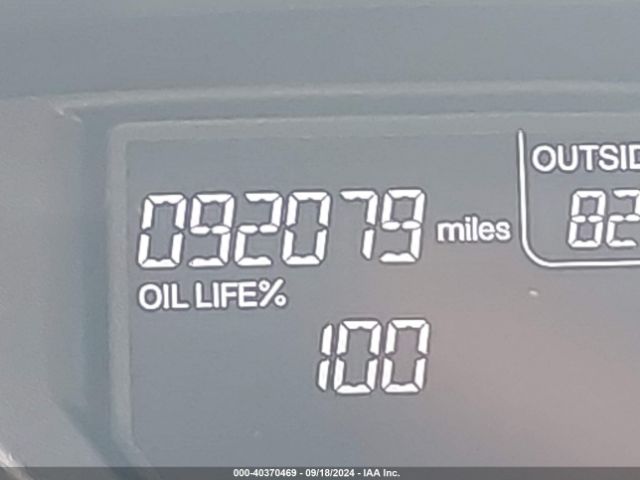 OUTSID
092079 miles 82
OIL LIFE%
100
000-40370469 - 09/18/2024 - IAA Inc.